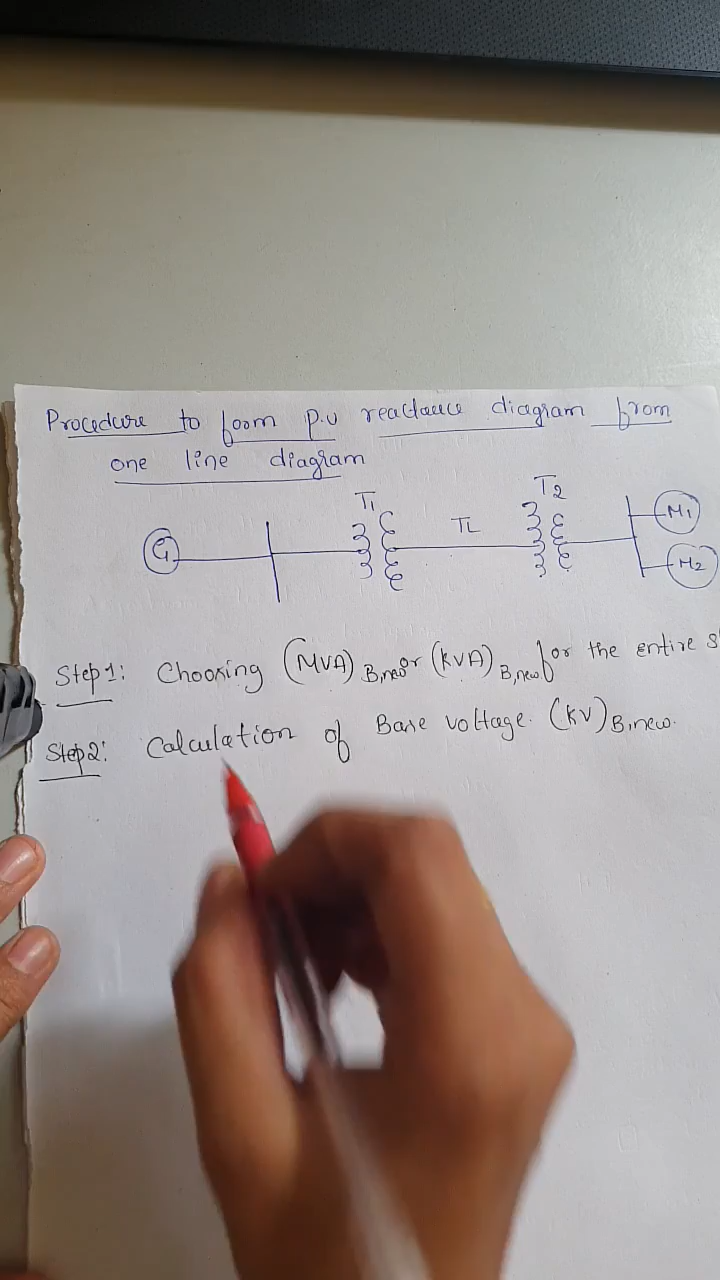 Procedure to form p.u reactance diagram from
one line diagram
T1 T2
G TL M1
M2
Step1: Choosing (MVA)B,new or (KVA)B,new for the entire
Step2: Calculation of Base voltage. (KV)B,new.